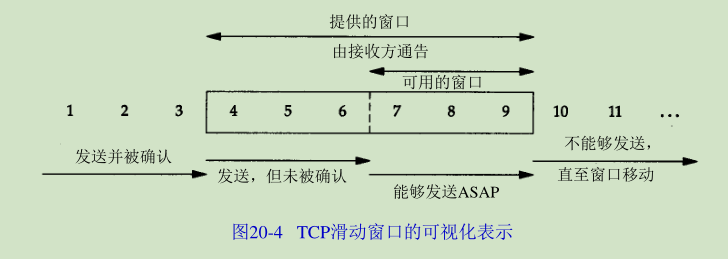 提供的窗口
由接收方通告
可用的窗口
1 2 3 4 5 6 7 8 9 10 11 ...
发送并被确认
发送，但未被确认
能够发送ASAP
不能够发送，
直至窗口移动
图20-4 TCP滑动窗口的可视化表示